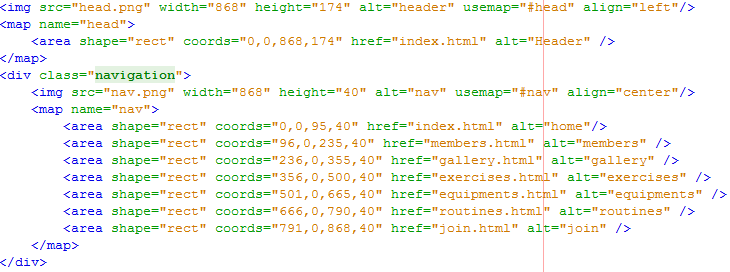 <img src="head.png" width="868" height="174" alt="header" usemap="#head" align="left"/>
<map name="head">
<area shape="rect" coords="0,0,868,174" href="index.html" alt="Header" />
</map>
<div class="navigation">
<img src="nav.png" width="868" height="40" alt="nav" usemap="#nav" align="center"/>
<map name="nav">
<area shape="rect" coords="0,0,95,40" href="index.html" alt="home"/>
<area shape="rect" coords="96,0,235,40" href="members.html" alt="members" />
<area shape="rect" coords="236,0,355,40" href="gallery.html" alt="gallery" />
<area shape="rect" coords="356,0,500,40" href="exercises.html" alt="exercises" />
<area shape="rect" coords="501,0,665,40" href="equipments.html" alt="equipments" />
<area shape="rect" coords="666,0,790,40" href="routines.html" alt="routines" />
<area shape="rect" coords="791,0,868,40" href="join.html" alt="join" />
</map>
</div>